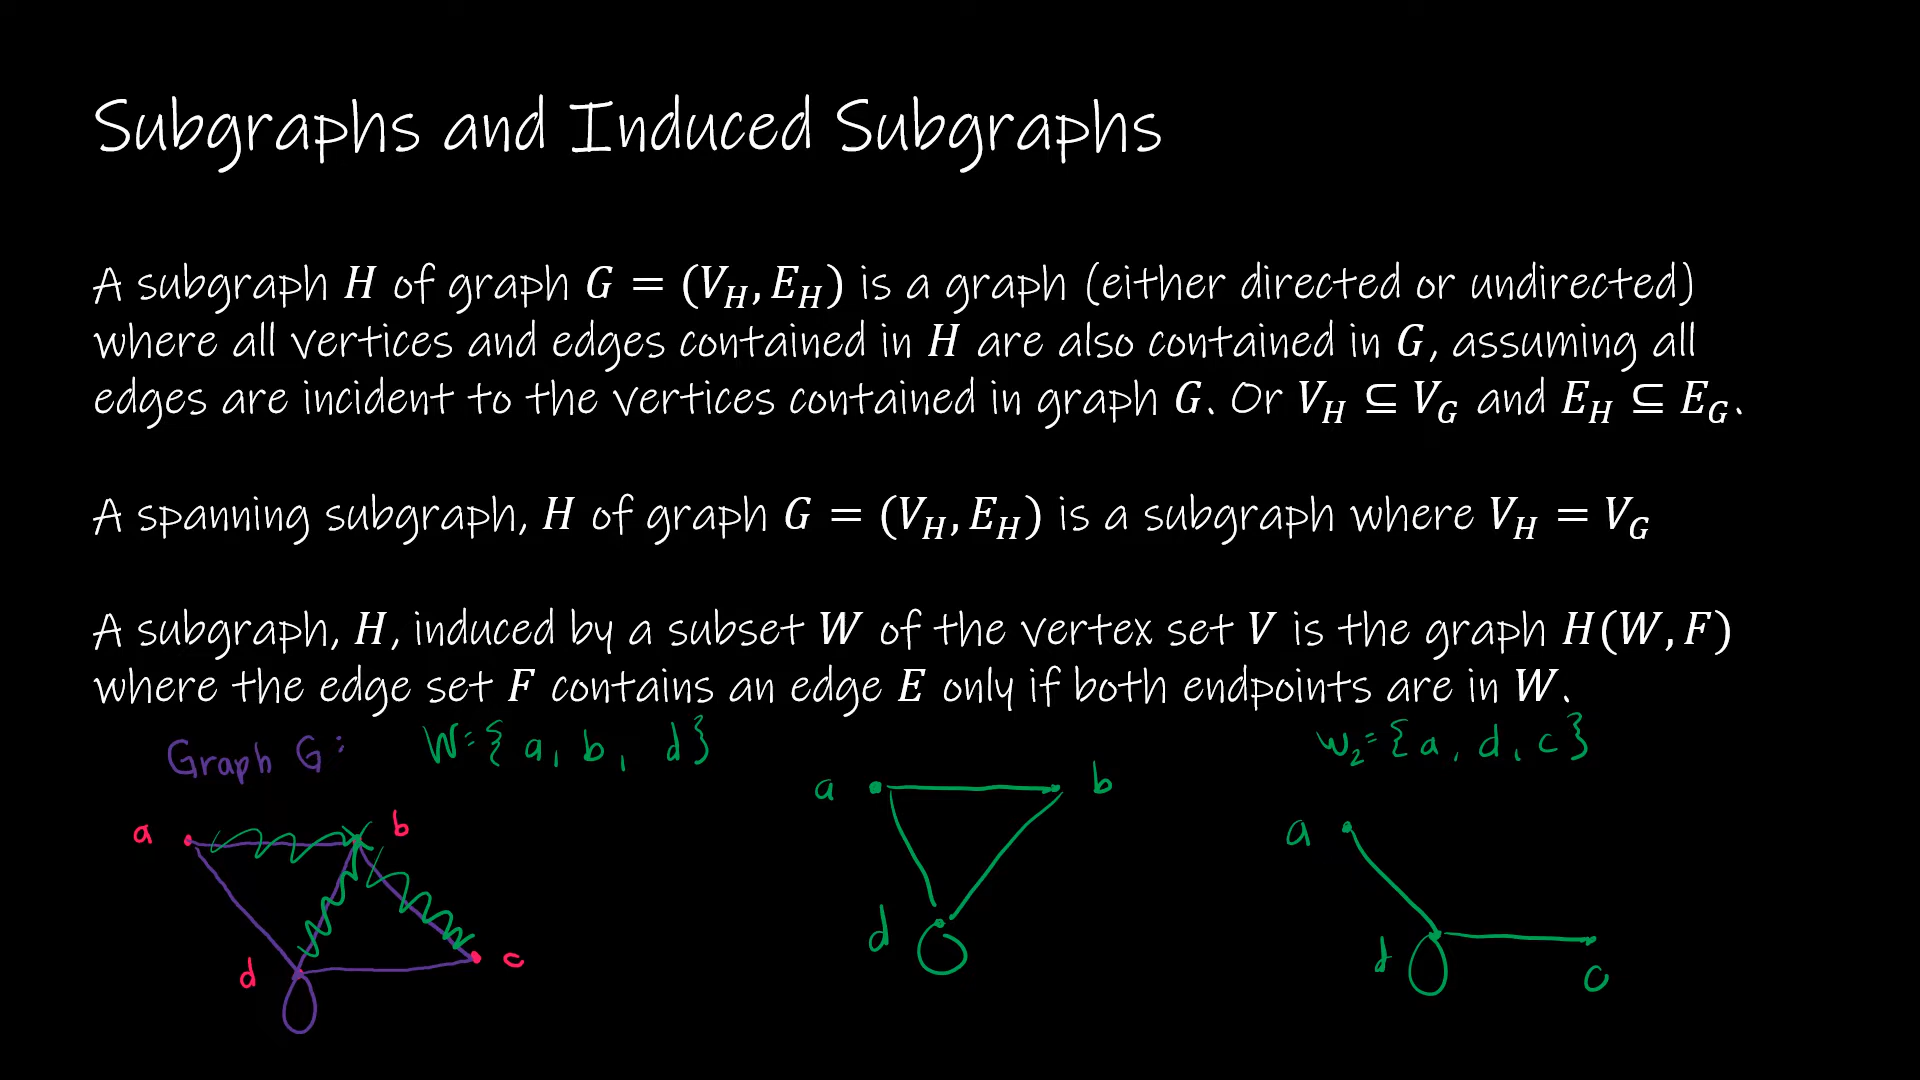 Subgraphs and Induced Subgraphs
A subgraph H of graph G = (V_H, E_H) is a graph (either directed or undirected)
where all vertices and edges contained in H are also contained in G, assuming all
edges are incident to the vertices contained in graph G. Or V_H ⊆ V_G and E_H ⊆ E_G.
A spanning subgraph, H of graph G = (V_H, E_H) is a subgraph where V_H = V_G
A subgraph, H, induced by a subset W of the vertex set V is the graph H(W, F)
where the edge set F contains an edge E only if both endpoints are in W.
Graph G:
a
b
d
c
W={a, b, d}
a
b
d
W_2={a, d, c}
a
d
c